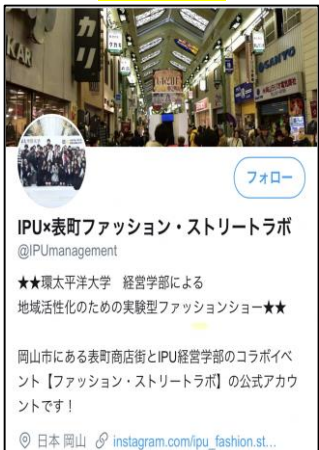 KAR
カリ
SANYO
フォロー
IPU×表町ファッション・ストリートラボ
@IPUmanagement
★★環太平洋大学 経営学部による
地域活性化のための実験型ファッションショー★★
岡山市にある表町商店街とIPU経営学部のコラボイベ
ント【ファッション・ストリートラボ】の公式アカウ
ントです！
日本 岡山 instagram.com/ipu_fashion.st...